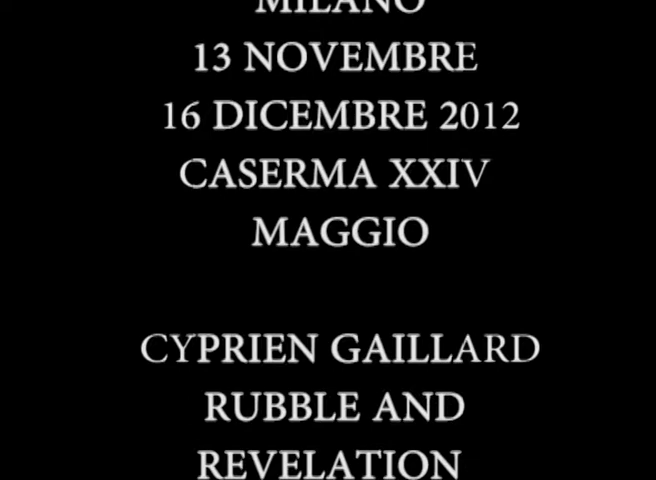 MILANO
13 NOVEMBRE
16 DICEMBRE 2012
CASERMA XXIV
MAGGIO
CYPRIEN GAILLARD
RUBBLE AND
REVELATION